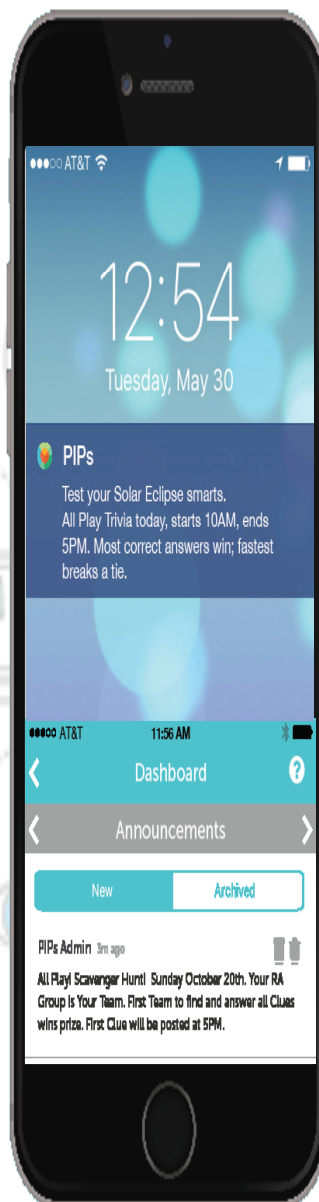 AT&T
12:54
Tuesday, May 30
PIPs
Test your Solar Eclipse smarts.
All Play Trivia today, starts 10AM, ends
5PM. Most correct answers win; fastest
breaks a tie.
AT&T 11:56 AM
Dashboard ?
Announcements
New Archived
PIPs Admin 3m ago
All Play! Scavenger Hunt! Sunday October 20th. Your RA
Group Is Your Team. First Team to find and answer all Clues
wins prize. First Clue will be posted at 5PM.